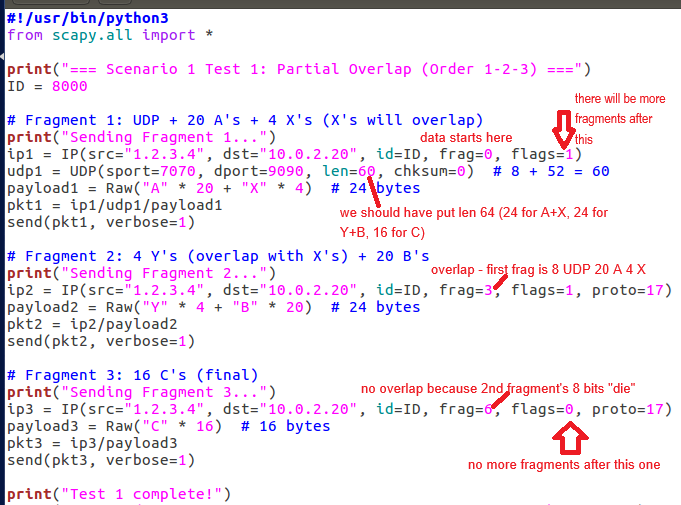 #!/usr/bin/python3
from scapy.all import *
print("=== Scenario 1 Test 1: Partial Overlap (Order 1-2-3) ===")
ID = 8000
there will be more
fragments after
this
# Fragment 1: UDP + 20 A's + 4 X's (X's will overlap)
print("Sending Fragment 1...")
data starts here
ip1 = IP(src="1.2.3.4", dst="10.0.2.20", id=ID, frag=0, flags=1)
udp1 = UDP(sport=7070, dport=9090, len=60, chksum=0)  # 8 + 52 = 60
payload1 = Raw("A" * 20 + "X" * 4)  # 24 bytes
pkt1 = ip1/udp1/payload1
send(pkt1, verbose=1)
we should have put len 64 (24 for A+X, 24 for
Y+B, 16 for C)
# Fragment 2: 4 Y's (overlap with X's) + 20 B's
print("Sending Fragment 2...")
overlap - first frag is 8 UDP 20 A 4 X
ip2 = IP(src="1.2.3.4", dst="10.0.2.20", id=ID, frag=3, flags=1, proto=17)
payload2 = Raw("Y" * 4 + "B" * 20)  # 24 bytes
pkt2 = ip2/payload2
send(pkt2, verbose=1)
# Fragment 3: 16 C's (final)
print("Sending Fragment 3...")
no overlap because 2nd fragment's 8 bits "die"
ip3 = IP(src="1.2.3.4", dst="10.0.2.20", id=ID, frag=6, flags=0, proto=17)
payload3 = Raw("C" * 16)  # 16 bytes
pkt3 = ip3/payload3
send(pkt3, verbose=1)
no more fragments after this one
print("Test 1 complete!")